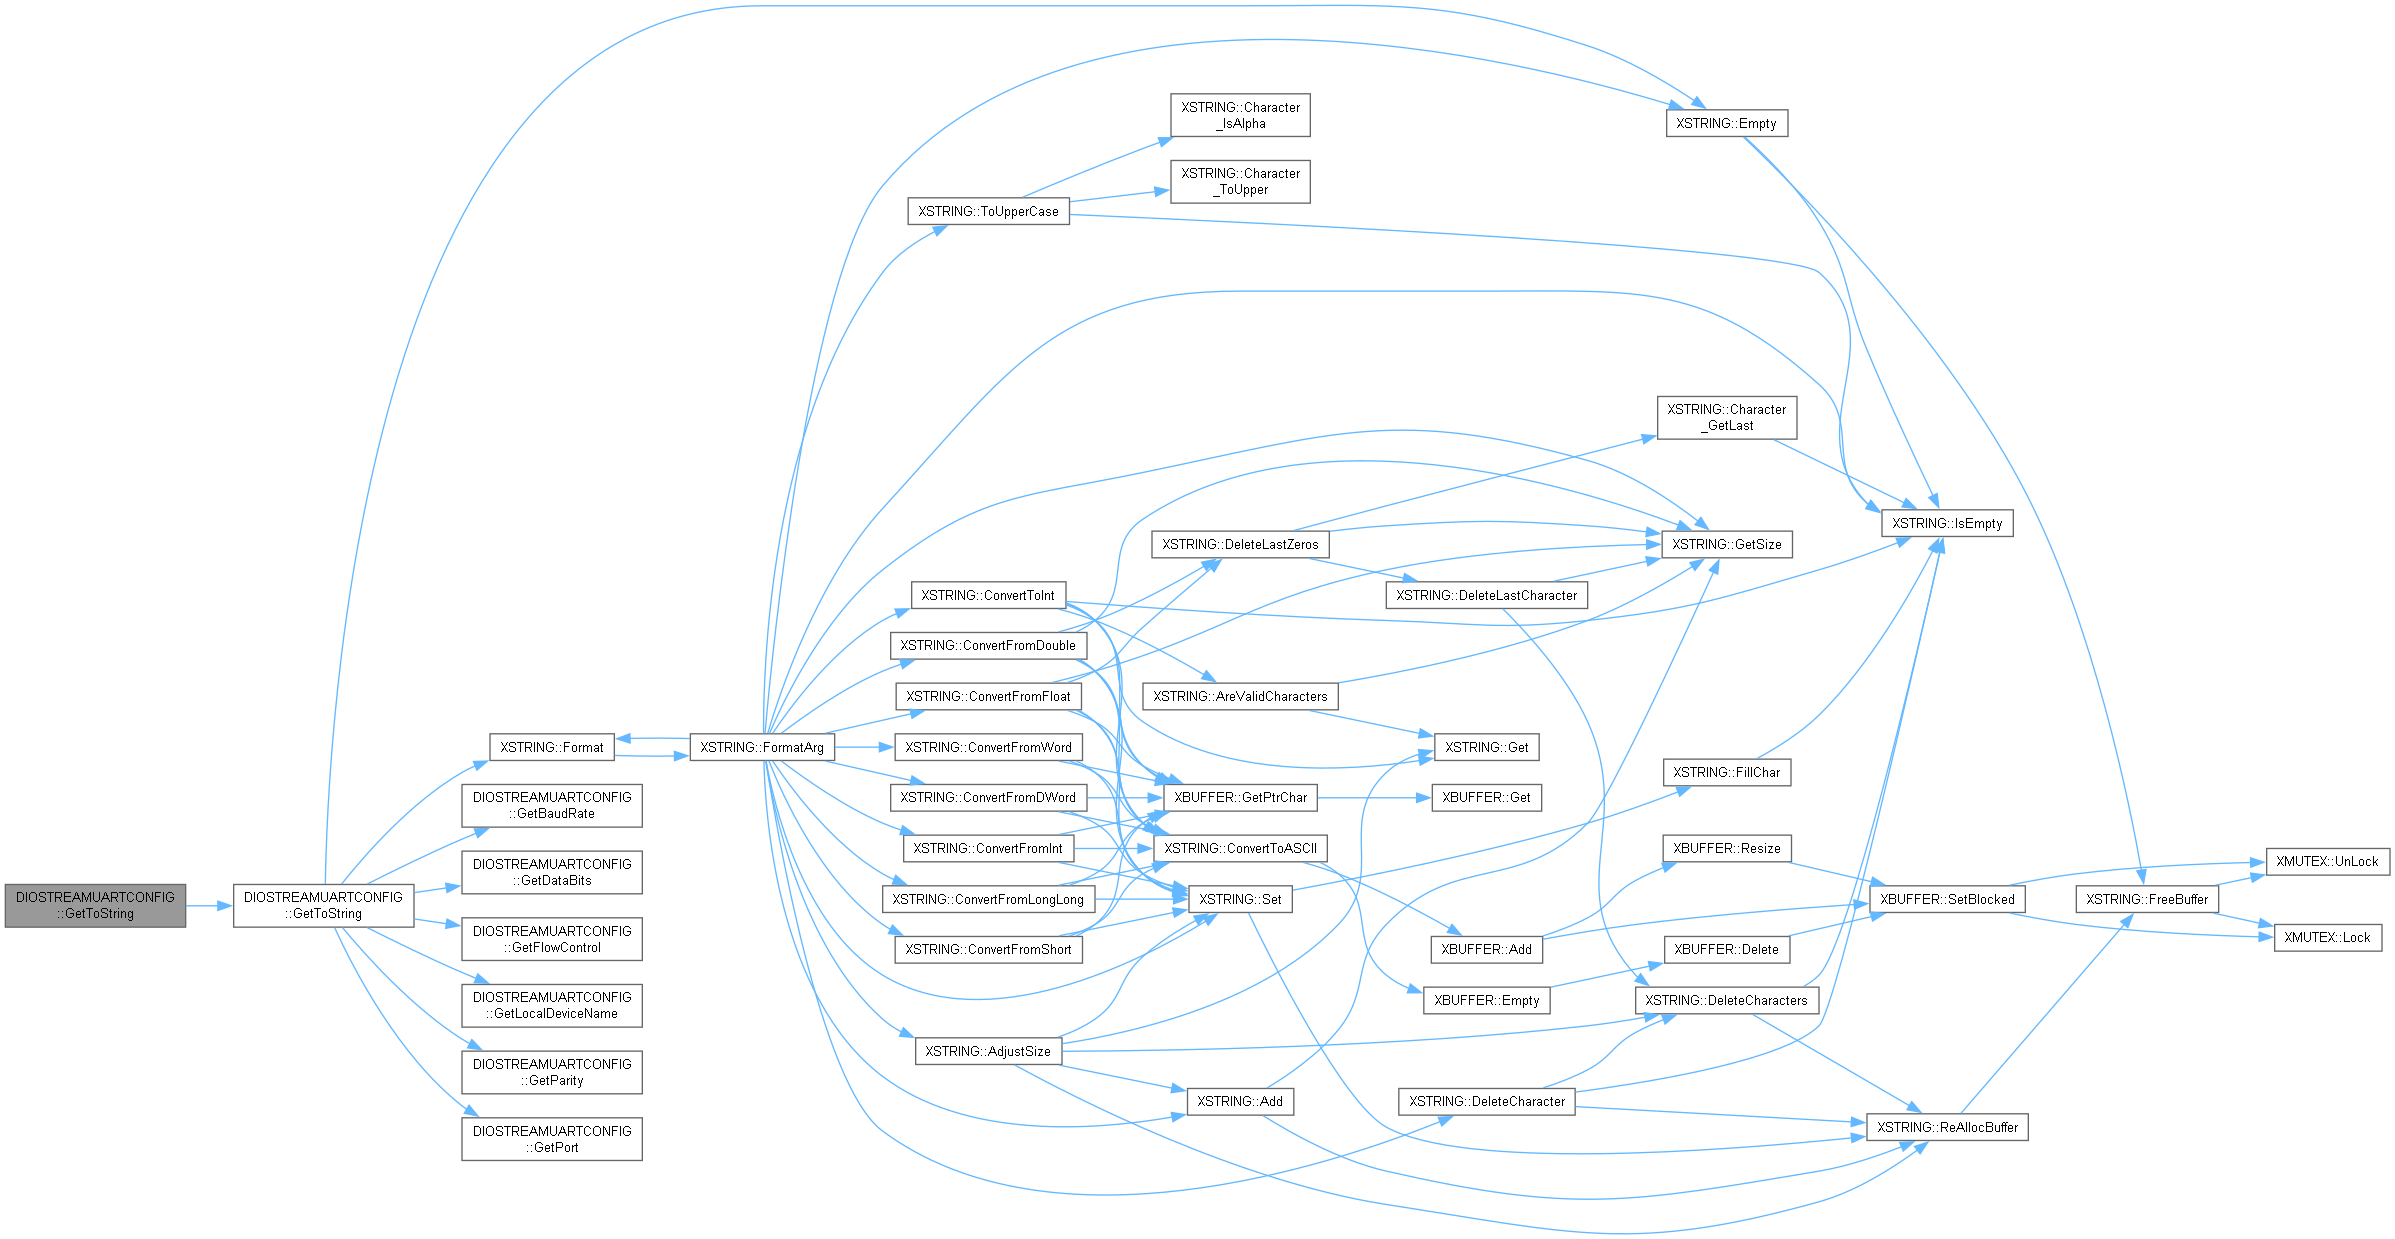 DIOSTREAMUARTCONFIG
::GetToString
DIOSTREAMUARTCONFIG
::GetToString
XSTRING::Format
DIOSTREAMUARTCONFIG
::GetBaudRate
DIOSTREAMUARTCONFIG
::GetDataBits
DIOSTREAMUARTCONFIG
::GetFlowControl
DIOSTREAMUARTCONFIG
::GetLocalDeviceName
DIOSTREAMUARTCONFIG
::GetParity
DIOSTREAMUARTCONFIG
::GetPort
XSTRING::FormatArg
XSTRING::ToUpperCase
XSTRING::ConvertToInt
XSTRING::ConvertFromDouble
XSTRING::ConvertFromFloat
XSTRING::ConvertFromWord
XSTRING::ConvertFromDWord
XSTRING::ConvertFromInt
XSTRING::ConvertFromLongLong
XSTRING::ConvertFromShort
XSTRING::AdjustSize
XSTRING::Character
_IsAlpha
XSTRING::Character
_ToUpper
XSTRING::DeleteLastZeros
XSTRING::AreValidCharacters
XBUFFER::GetPtrChar
XSTRING::ConvertToASCII
XSTRING::Set
XSTRING::Add
XSTRING::DeleteLastCharacter
XSTRING::Get
XBUFFER::Get
XBUFFER::Add
XBUFFER::Empty
XSTRING::DeleteCharacter
XSTRING::Empty
XSTRING::Character
_GetLast
XSTRING::GetSize
XSTRING::FillChar
XBUFFER::Resize
XBUFFER::Delete
XSTRING::DeleteCharacters
XSTRING::IsEmpty
XBUFFER::SetBlocked
XSTRING::ReAllocBuffer
XSTRING::FreeBuffer
XMUTEX::UnLock
XMUTEX::Lock